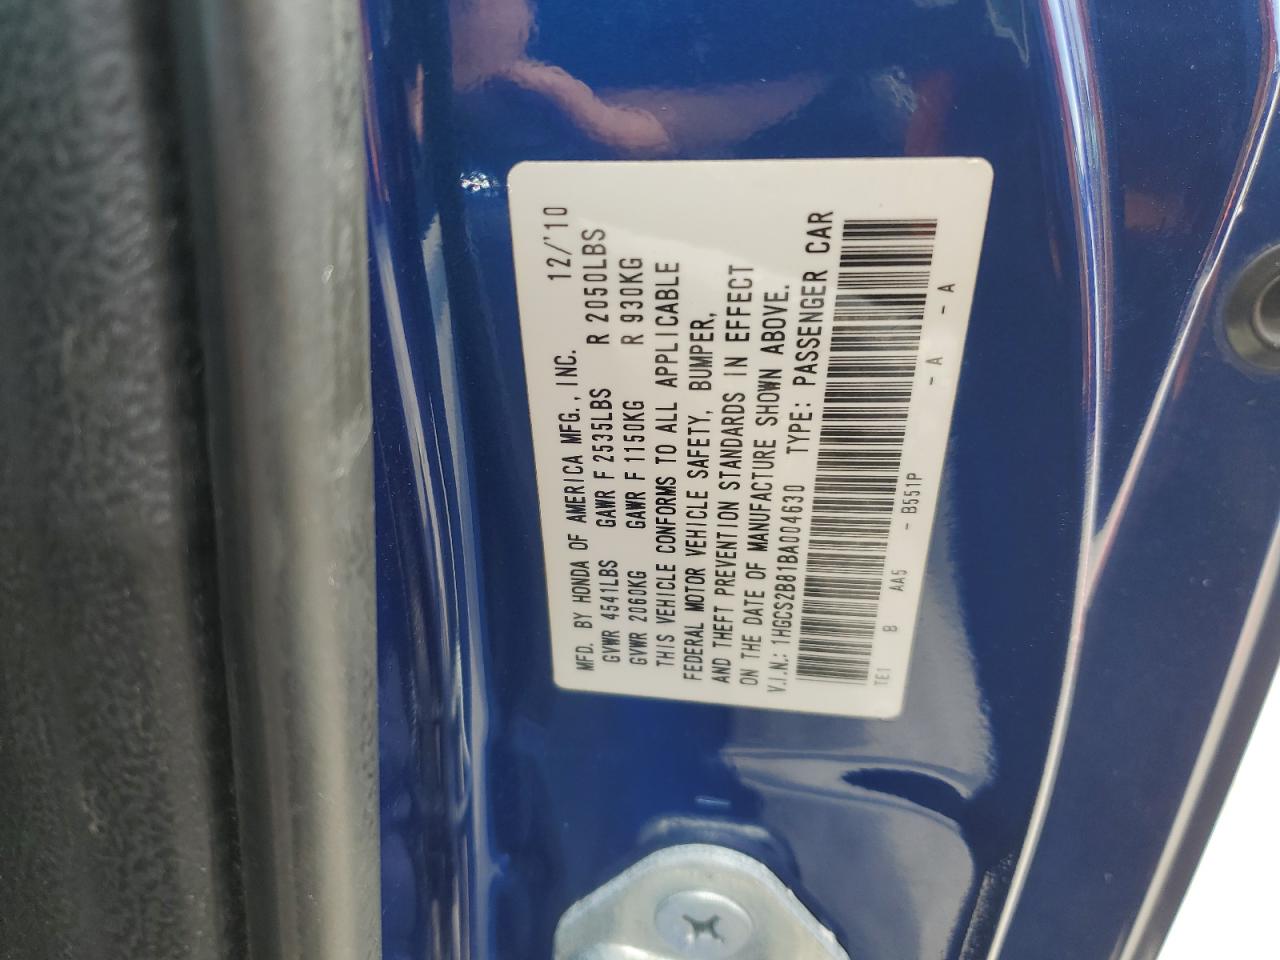 MFD. BY HONDA OF AMERICA MFG., INC. 12/'10
GVWR 4541LBS GAWR F 2535LBS R 2050LBS
GVWR 2060KG GAWR F 1150KG R 930KG
THIS VEHICLE CONFORMS TO ALL APPLICABLE
FEDERAL MOTOR VEHICLE SAFETY, BUMPER,
AND THEFT PREVENTION STANDARDS IN EFFECT
ON THE DATE OF MANUFACTURE SHOWN ABOVE.
V.I.N.: 1HGCS2B81BA004630 TYPE: PASSENGER CAR
TE1 B AA5 - B551P - A - A